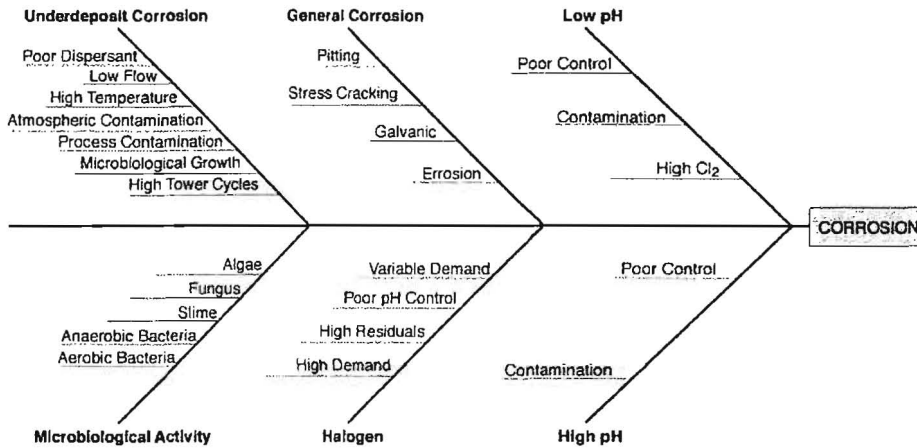 Underdeposit Corrosion
Poor Dispersant
Low Flow
High Temperature
Atmospheric Contamination
Process Contamination
Microbiological Growth
High Tower Cycles
General Corrosion
Pitting
Stress Cracking
Galvanic
Errosion
Low pH
Poor Control
Contamination
High Cl₂
CORROSION
Algae
Fungus
Slime
Anaerobic Bacteria
Aerobic Bacteria
Microbiological Activity
Variable Demand
Poor pH Control
High Residuals
High Demand
Halogen
Poor Control
Contamination
High pH